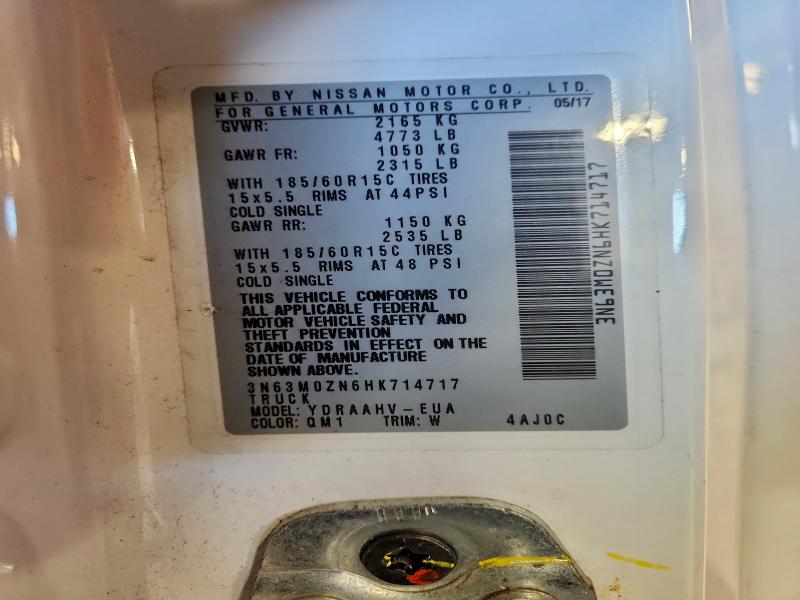 MFD. BY NISSAN MOTOR CO., LTD.
FOR GENERAL MOTORS CORP. 05/17
GVWR: 2165 KG
4773 LB
GAWR FR: 1050 KG
2315 LB
WITH 185/60R15C TIRES
15x5.5 RIMS AT 44PSI
COLD SINGLE
GAWR RR: 1150 KG
2535 LB
WITH 185/60R15C TIRES
15x5.5 RIMS AT 48 PSI
COLD SINGLE
THIS VEHICLE CONFORMS TO
ALL APPLICABLE FEDERAL
MOTOR VEHICLE SAFETY AND
THEFT PREVENTION
STANDARDS IN EFFECT ON THE
DATE OF MANUFACTURE
SHOWN ABOVE.
3N63M0ZN6HK714717
TRUCK
MODEL: YDRAAHV-EUA
COLOR: QM1 TRIM: W 4AJ0C
3N63M0ZN6HK714717